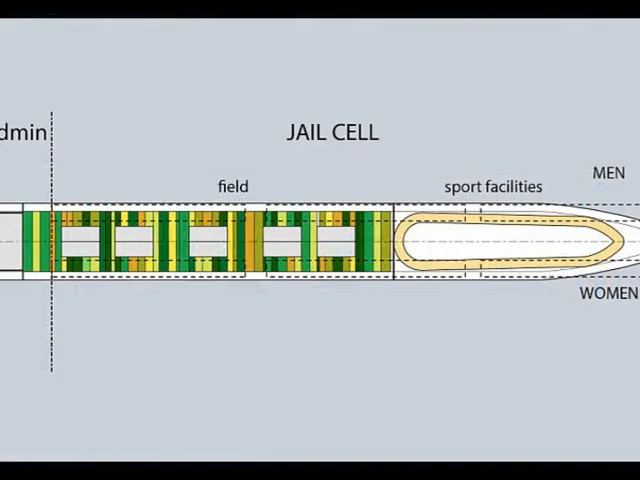 dmin
JAIL CELL
field
sport facilities
MEN
WOMEN